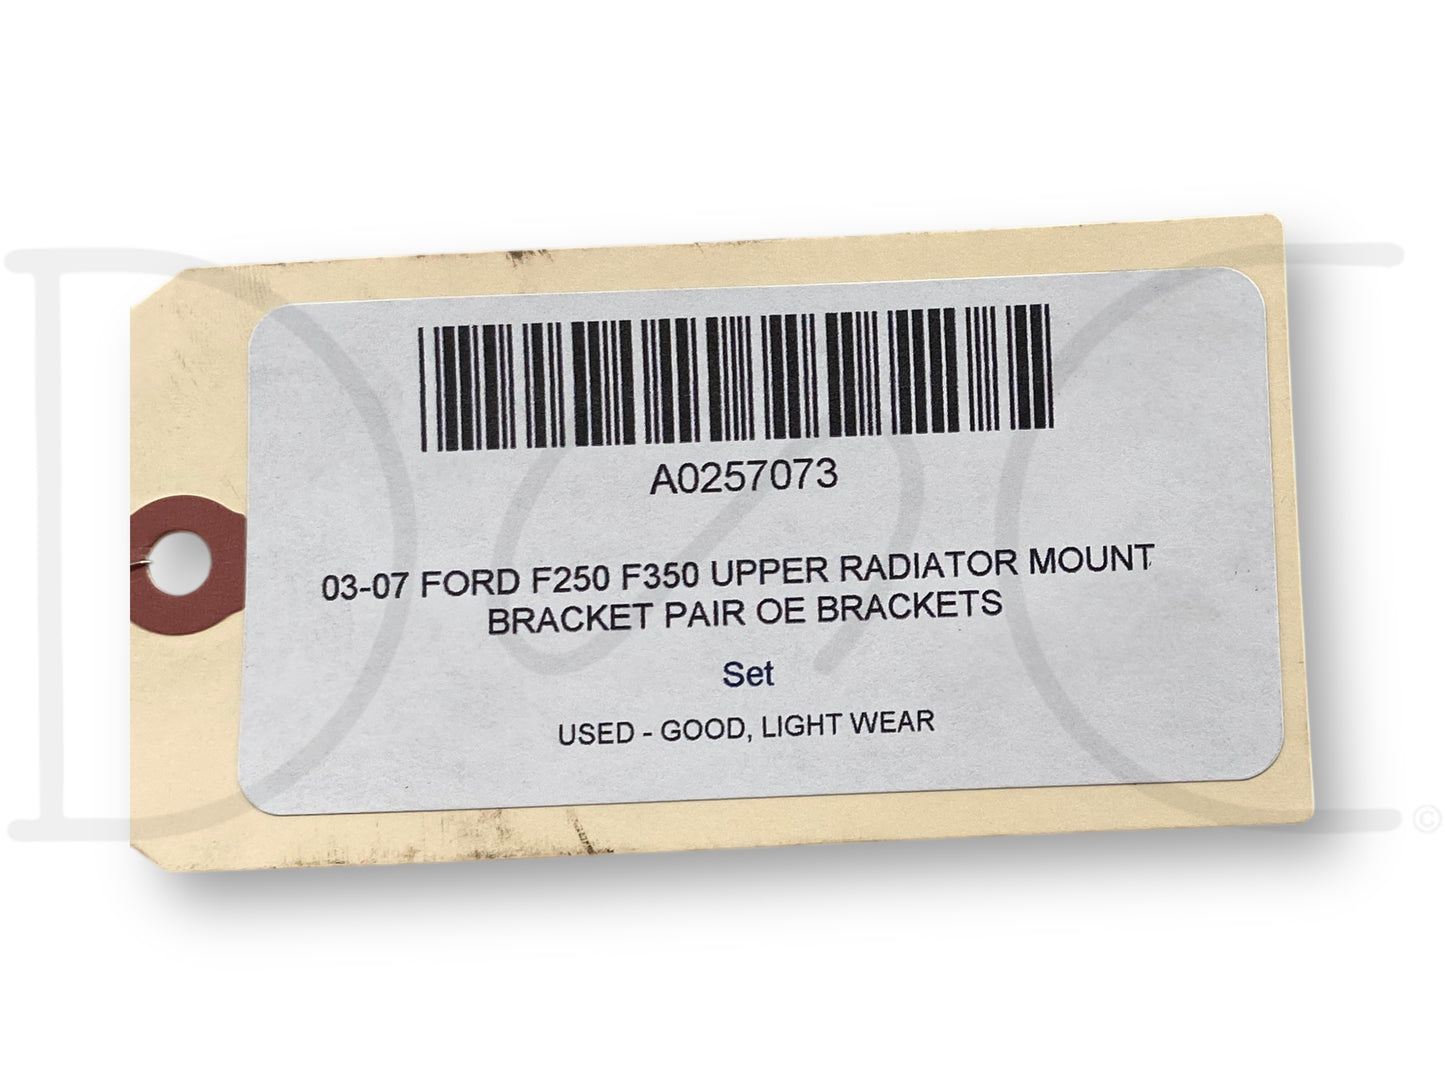 A0257073
03-07 FORD F250 F350 UPPER RADIATOR MOUNT
BRACKET PAIR OE BRACKETS
Set
USED - GOOD, LIGHT WEAR
D C
©